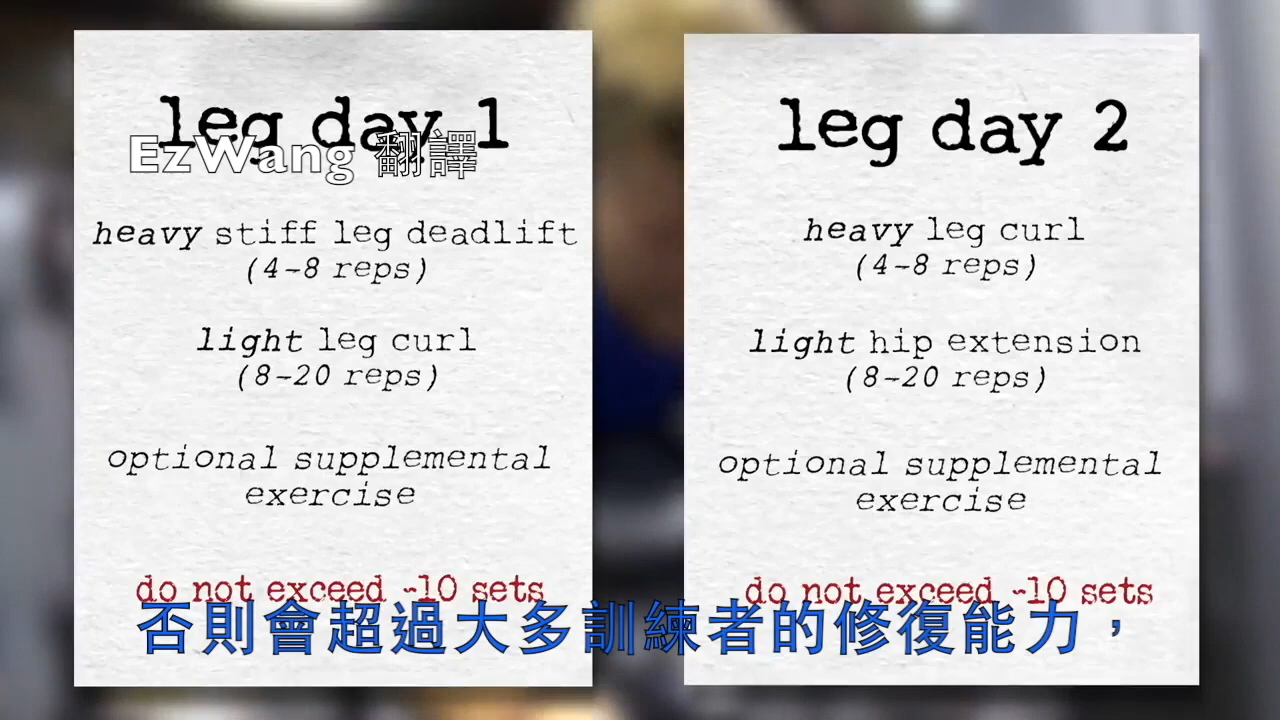 leg day 1
EzWang 翻譯
heavy stiff leg deadlift
(4-8 reps)
light leg curl
(8-20 reps)
optional supplemental
exercise
do not exceed ~10 sets
leg day 2
heavy leg curl
(4-8 reps)
light hip extension
(8-20 reps)
optional supplemental
exercise
do not exceed ~10 sets
否則會超過大多訓練者的修復能力，